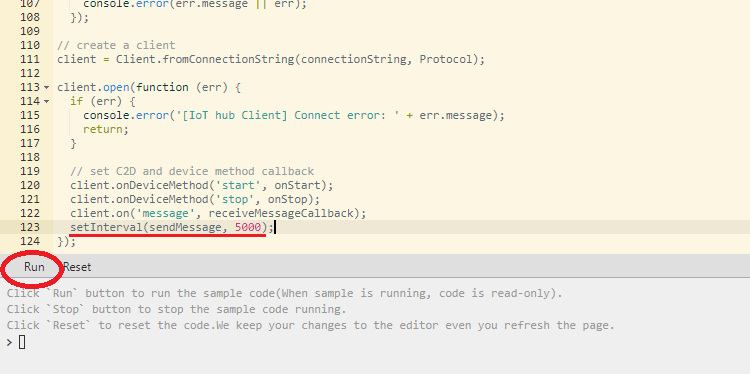 107 console.error(err.message || err);
108 });
109
110 // create a client
111 client = Client.fromConnectionString(connectionString, Protocol);
112
113 client.open(function (err) {
114 if (err) {
115 console.error('[IoT hub Client] Connect error: ' + err.message);
116 return;
117 }
118
119 // set C2D and device method callback
120 client.onDeviceMethod('start', onStart);
121 client.onDeviceMethod('stop', onStop);
122 client.on('message', receiveMessageCallback);
123 setInterval(sendMessage, 5000);
124 });
Run Reset
Click `Run` button to run the sample code(When sample is running, code is read-only).
Click `Stop` button to stop the sample code running.
Click `Reset` to reset the code.We keep your changes to the editor even you refresh the page.
>